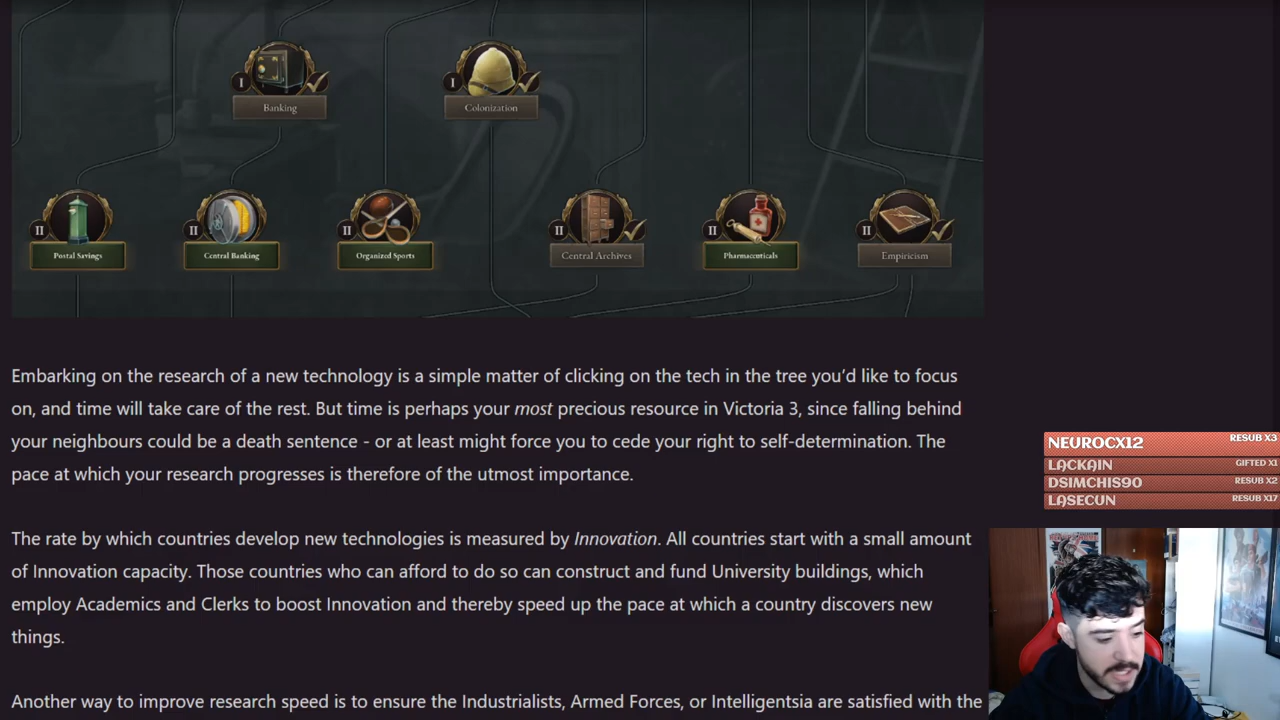 I
Banking
I
Colonization
II
Postal Savings
II
Central Banking
II
Organized Sports
II
Central Archives
II
Pharmaceuticals
II
Empiricism
Embarking on the research of a new technology is a simple matter of clicking on the tech in the tree you’d like to focus
on, and time will take care of the rest. But time is perhaps your most precious resource in Victoria 3, since falling behind
your neighbours could be a death sentence - or at least might force you to cede your right to self-determination. The
pace at which your research progresses is therefore of the utmost importance.
The rate by which countries develop new technologies is measured by Innovation. All countries start with a small amount
of Innovation capacity. Those countries who can afford to do so can construct and fund University buildings, which
employ Academics and Clerks to boost Innovation and thereby speed up the pace at which a country discovers new
things.
Another way to improve research speed is to ensure the Industrialists, Armed Forces, or Intelligentsia are satisfied with the
NEUROCX12 RESUB X3
LACKAIN GIFTED X1
DSIMCHIS90 RESUB X2
LASECUN RESUB X17